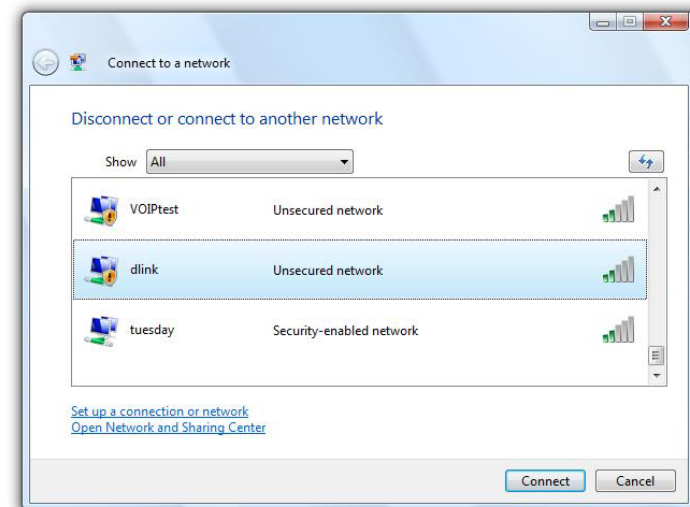 Connect to a network
Disconnect or connect to another network
Show All
VOIPtest Unsecured network
dlink Unsecured network
tuesday Security-enabled network
Set up a connection or network
Open Network and Sharing Center
Connect Cancel